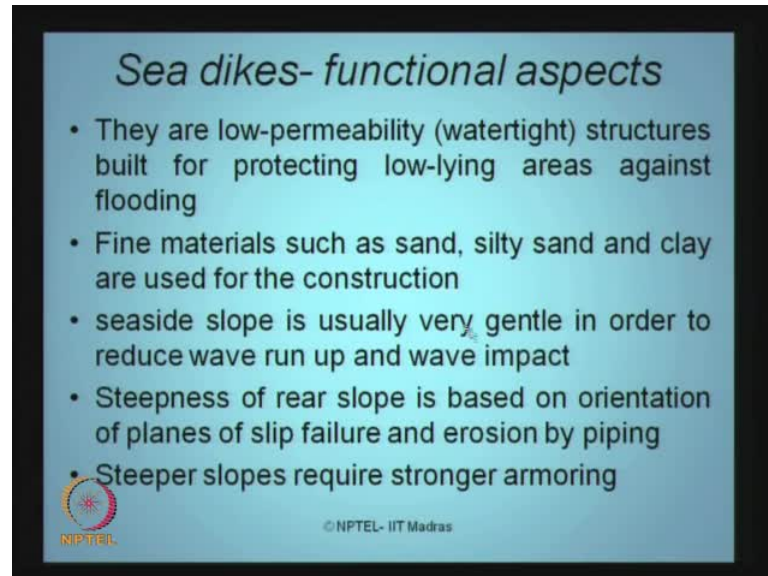 Sea dikes- functional aspects
• They are low-permeability (watertight) structures
built for protecting low-lying areas against
flooding
• Fine materials such as sand, silty sand and clay
are used for the construction
• seaside slope is usually very gentle in order to
reduce wave run up and wave impact
• Steepness of rear slope is based on orientation
of planes of slip failure and erosion by piping
• Steeper slopes require stronger armoring
NPTEL
© NPTEL- IIT Madras